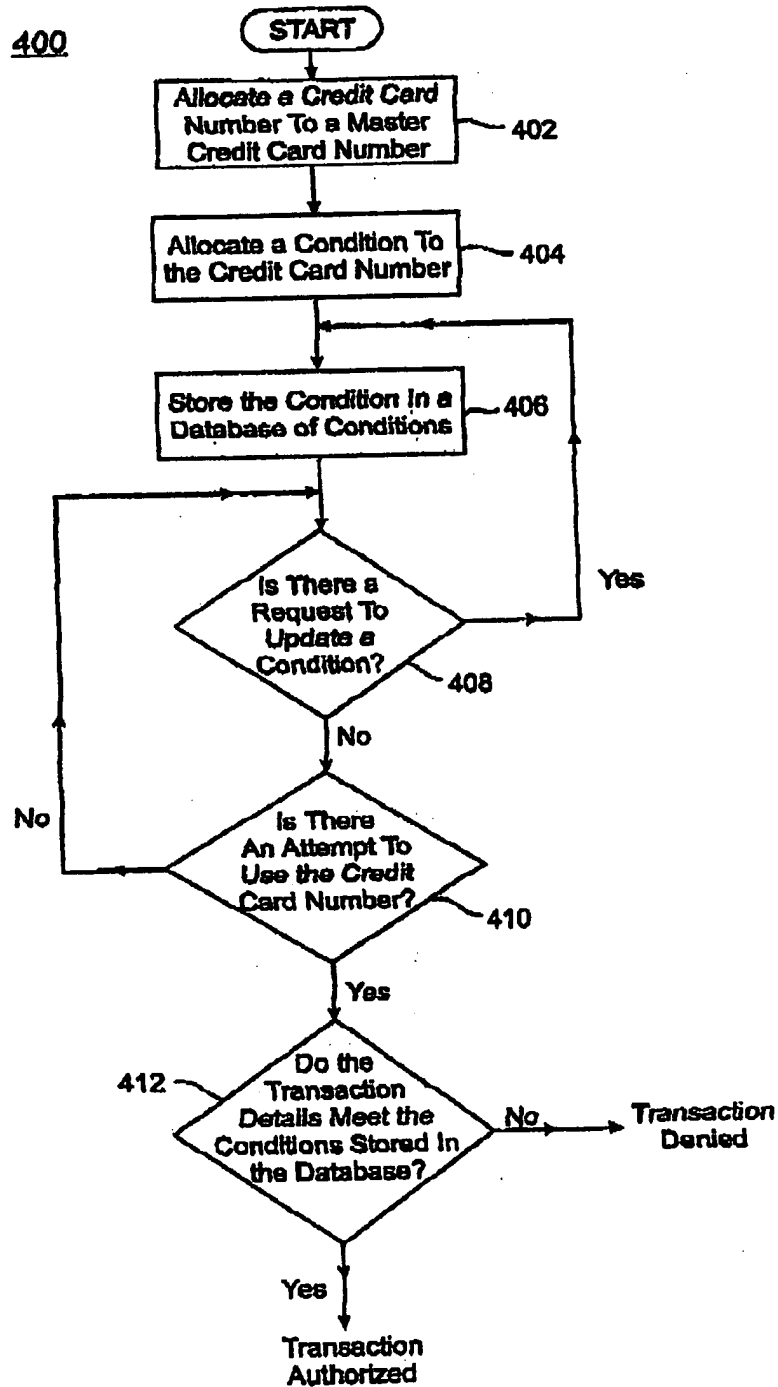 400
START
Allocate a Credit Card
Number To a Master
Credit Card Number
402
Allocate a Condition To
the Credit Card Number
404
Store the Condition in a
Database of Conditions
406
Is There a
Request To
Update a
Condition?
Yes
408
No
Is There
An Attempt To
Use the Credit
Card Number?
No
410
Yes
412
Do the
Transaction
Details Meet the
Conditions Stored in
the Database?
No
Transaction
Denied
Yes
Transaction
Authorized